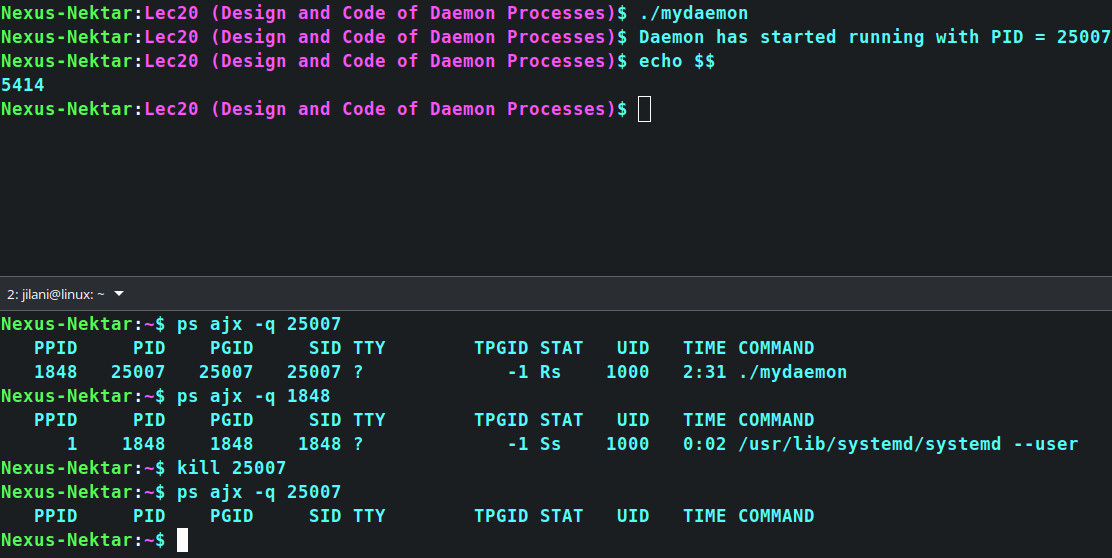 Nexus-Nektar:Lec20 (Design and Code of Daemon Processes)$ ./mydaemon
Nexus-Nektar:Lec20 (Design and Code of Daemon Processes)$ Daemon has started running with PID = 25007
Nexus-Nektar:Lec20 (Design and Code of Daemon Processes)$ echo $$
5414
Nexus-Nektar:Lec20 (Design and Code of Daemon Processes)$
2: jilani@linux: ~
Nexus-Nektar:~$ ps ajx -q 25007
PPID PID PGID SID TTY TPGID STAT UID TIME COMMAND
1848 25007 25007 25007 ? -1 Rs 1000 2:31 ./mydaemon
Nexus-Nektar:~$ ps ajx -q 1848
PPID PID PGID SID TTY TPGID STAT UID TIME COMMAND
1 1848 1848 1848 ? -1 Ss 1000 0:02 /usr/lib/systemd/systemd --user
Nexus-Nektar:~$ kill 25007
Nexus-Nektar:~$ ps ajx -q 25007
PPID PID PGID SID TTY TPGID STAT UID TIME COMMAND
Nexus-Nektar:~$